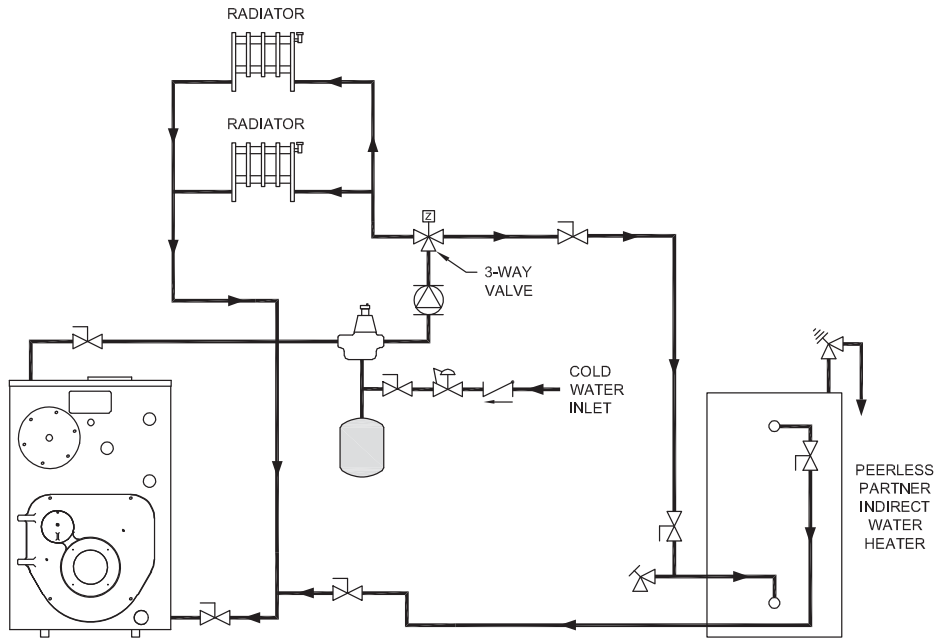 RADIATOR
RADIATOR
Z
3-WAY
VALVE
COLD
WATER
INLET
PEERLESS
PARTNER
INDIRECT
WATER
HEATER